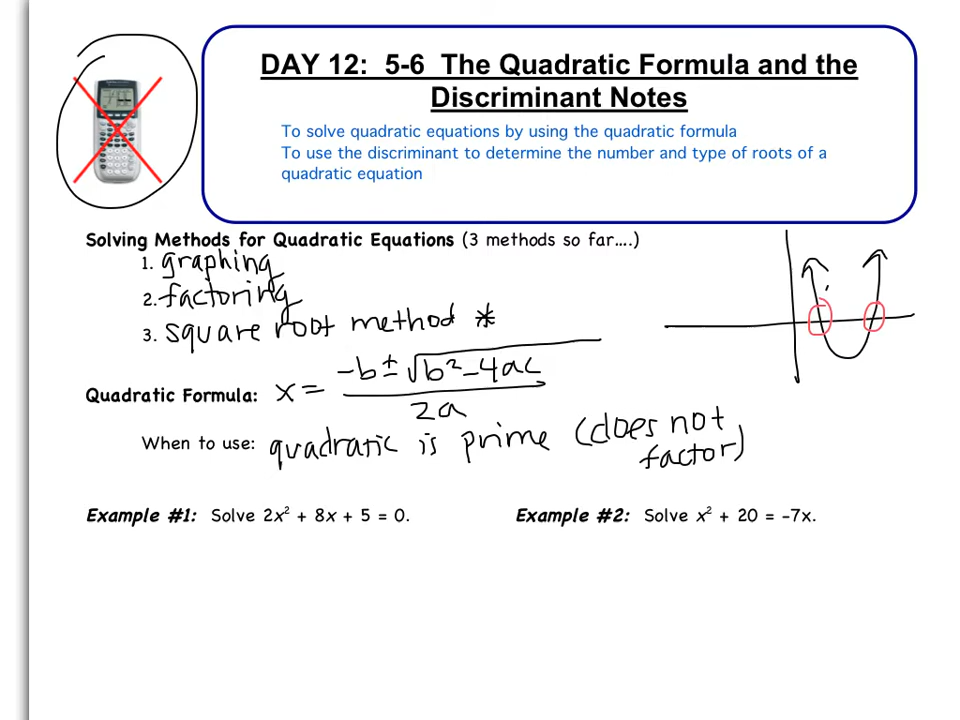 DAY 12: 5-6 The Quadratic Formula and the
Discriminant Notes
To solve quadratic equations by using the quadratic formula
To use the discriminant to determine the number and type of roots of a
quadratic equation
Solving Methods for Quadratic Equations (3 methods so far....)
1. graphing
2. factoring
3. square root method *
Quadratic Formula: x = (-b ± √(b² - 4ac)) / 2a
When to use: quadratic is prime (does not
factor)
Example #1: Solve 2x² + 8x + 5 = 0.
Example #2: Solve x² + 20 = -7x.